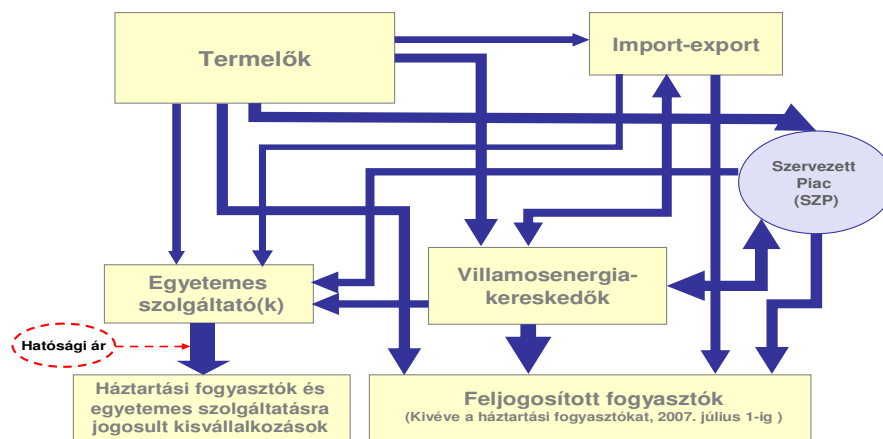 Termelők
Import-export
Szervezett
Piac
(SZP)
Egyetemes
szolgáltató(k)
Villamosenergia-
kereskedők
Hatósági ár
Háztartási fogyasztók és
egyetemes szolgáltatásra
jogosult kisvállalkozások
Feljogosított fogyasztók
(Kivéve a háztartási fogyasztókat, 2007. július 1-ig )